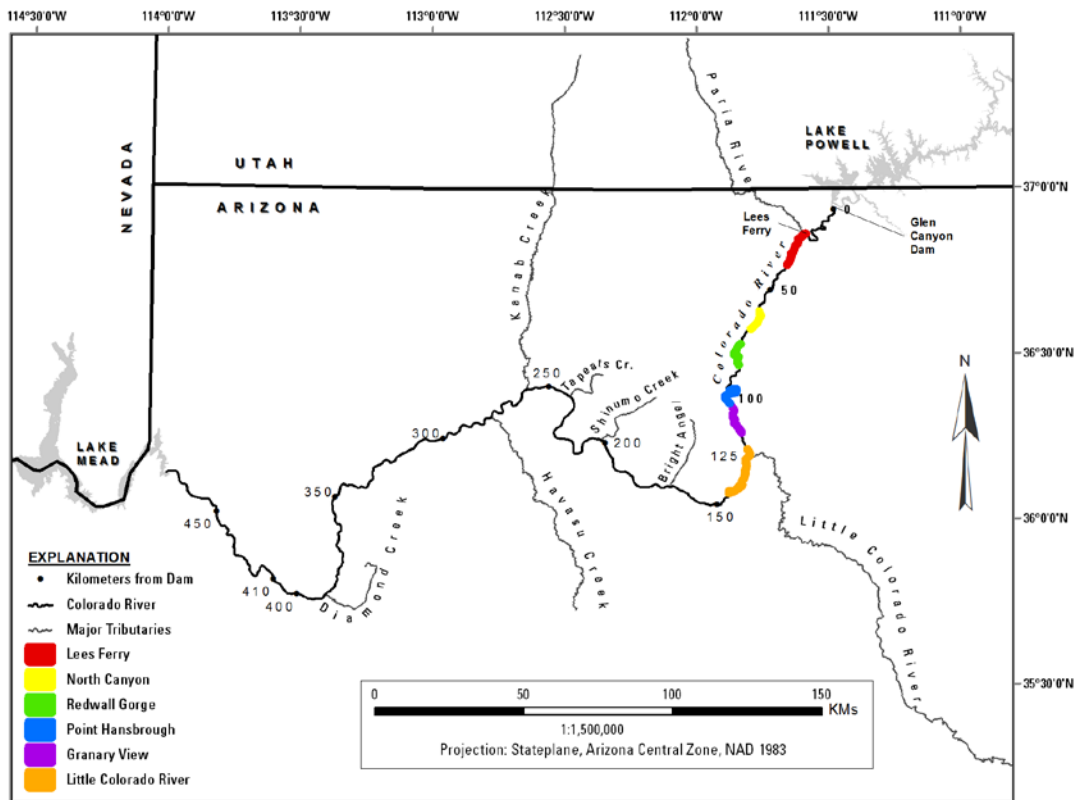 114°30'0"W
114°0'0"W
113°30'0"W
113°0'0"W
112°30'0"W
112°0'0"W
111°30'0"W
111°0'0"W
NEVADA
UTAH
ARIZONA
Kanab Creek
Paria River
LAKE
POWELL
37°0'0"N
0
Lees
Ferry
Glen
Canyon
Dam
Colorado River
50
36°30'0"N
N
250
Tapeats Cr.
Shinumo Creek
Bright Angel
100
300
200
125
LAKE
MEAD
350
Havasu Creek
150
36°0'0"N
450
Little Colorado River
410
400
Diamond Creek
EXPLANATION
Kilometers from Dam
Colorado River
Major Tributaries
Lees Ferry
North Canyon
Redwall Gorge
Point Hansbrough
Granary View
Little Colorado River
35°30'0"N
0 50 100 150
KMs
1:1,500,000
Projection: Stateplane, Arizona Central Zone, NAD 1983